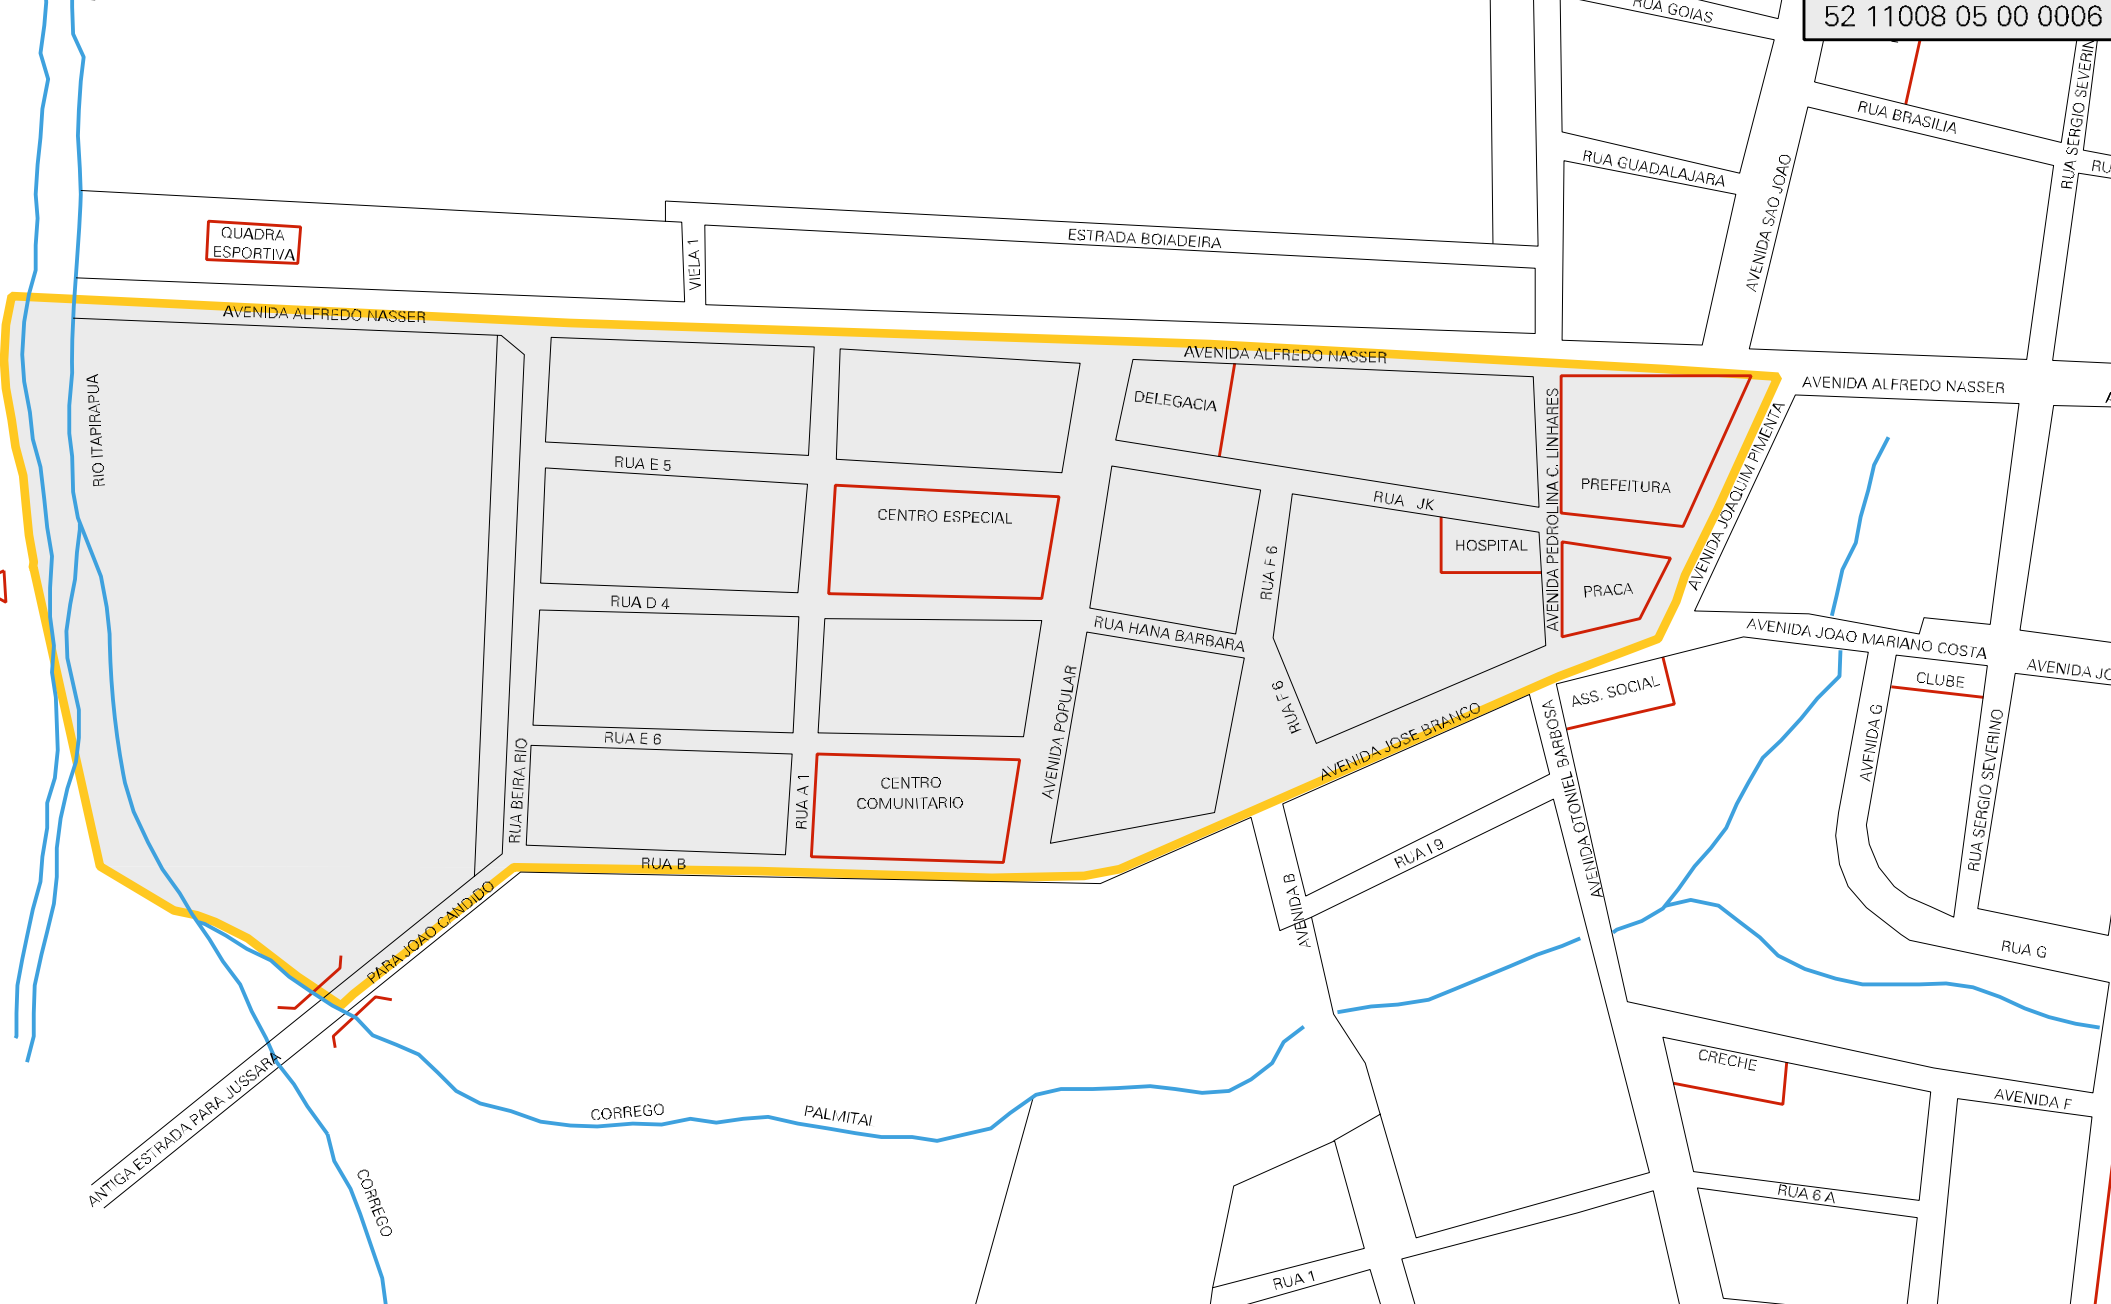 RUA GOIAS
52 11008 05 00 0006
RUA BRASILIA
RUA SERGIO SEVERIN
RUA GUADALAJARA
RU
AVENIDA SAO JOAO
QUADRA
ESPORTIVA
VIELA 1
ESTRADA BOIADEIRA
AVENIDA ALFREDO NASSER
AVENIDA ALFREDO NASSER
AVENIDA ALFREDO NASSER
RIO ITAPIRAPUA
DELEGACIA
AVENIDA PEDROLINA C. LINHARES
PREFEITURA
AVENIDA JOAQUIM PIMENTA
RUA E 5
CENTRO ESPECIAL
RUA JK
HOSPITAL
RUA F 6
PRACA
RUA D 4
RUA HANA BARBARA
AVENIDA JOAO MARIANO COSTA
AVENIDA JO
CLUBE
ASS. SOCIAL
RUA F 6
AVENIDA POPULAR
AVENIDA JOSE BRANCO
AVENIDA OTONIEL BARBOSA
AVENIDA G
RUA SERGIO SEVERINO
RUA E 6
RUA BEIRA RIO
RUA A 1
CENTRO
COMUNITARIO
RUA B
RUA I 9
AVENIDA B
PARA JOAO CANDIDO
RUA G
ANTIGA ESTRADA PARA JUSSARA
CORREGO
PALMITAI
CRECHE
AVENIDA F
CORREGO
RUA 6 A
RUA 1